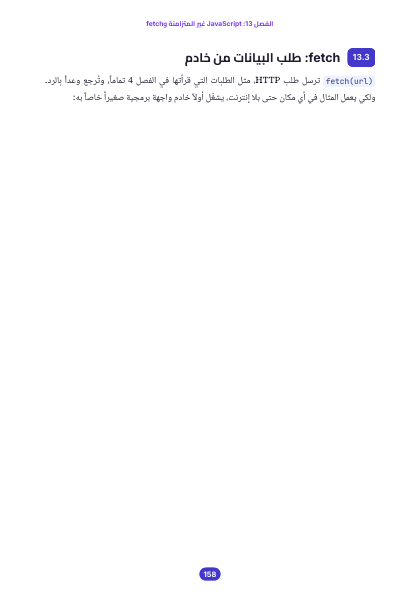 الفصل 13: JavaScript غير المتزامنة وfetch
13.3 fetch: طلب البيانات من خادم
fetch(url) ترسل طلب HTTP، مثل الطلبات التي قرأتها في الفصل 4 تماماً، وتُرجع وعداً بالرد.
ولكي يعمل المثال في أي مكان حتى بلا إنترنت، يشغّل أولاً خادم واجهة برمجية صغيراً خاصاً به:
158